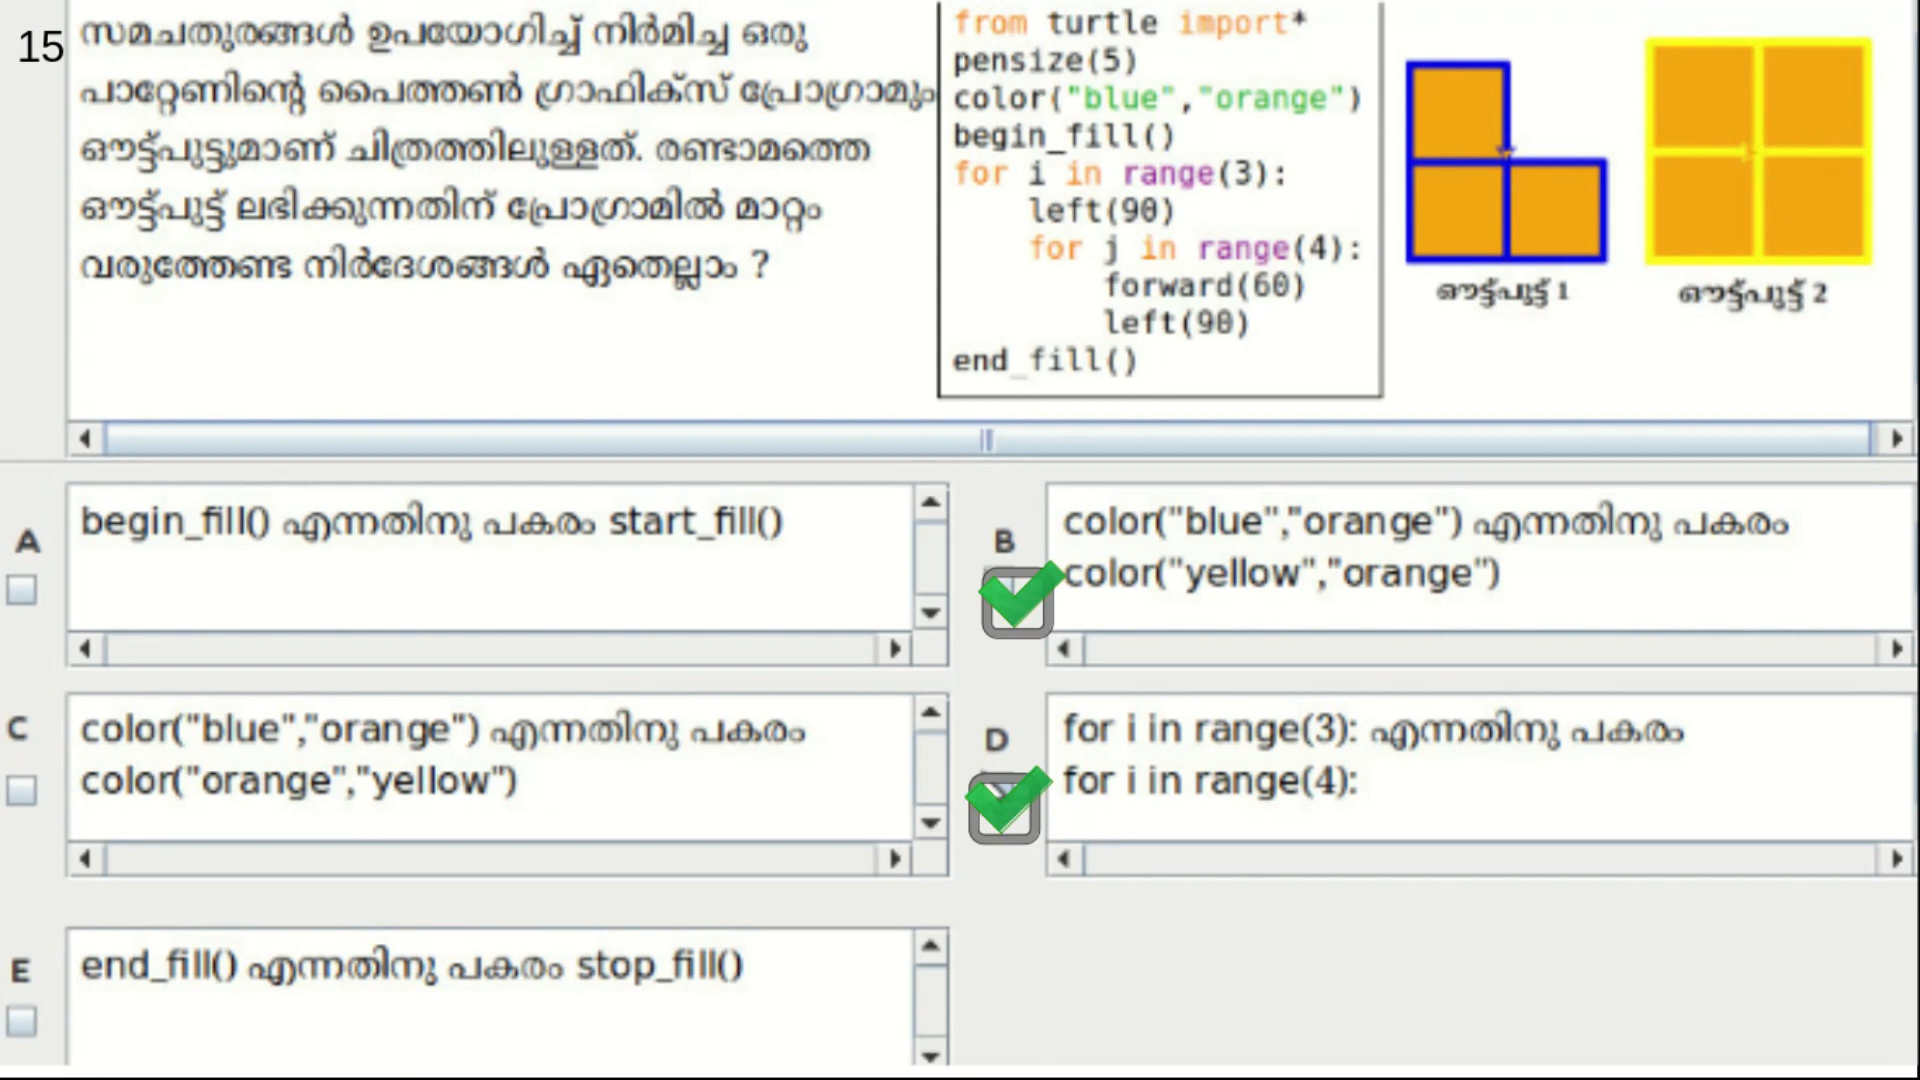 15
സമചതുരങ്ങൾ ഉപയോഗിച്ച് നിർമിച്ച ഒരു
പാറ്റേണിന്റെ പൈത്തൺ ഗ്രാഫിക്സ് പ്രോഗ്രാമും
ഔട്ട്പുട്ടുമാണ് ചിത്രത്തിലുള്ളത്. രണ്ടാമത്തെ
ഔട്ട്പുട്ട് ലഭിക്കുന്നതിന് പ്രോഗ്രാമിൽ മാറ്റം
വരുത്തേണ്ട നിർദേശങ്ങൾ ഏതെല്ലാം ?
from turtle import*
pensize(5)
color("blue","orange")
begin_fill()
for i in range(3):
left(90)
for j in range(4):
forward(60)
left(90)
end_fill()
ഔട്ട്പുട്ട് 1
ഔട്ട്പുട്ട് 2
A
begin_fill() എന്നതിനു പകരം start_fill()
B
color("blue","orange") എന്നതിനു പകരം
color("yellow","orange")
C
color("blue","orange") എന്നതിനു പകരം
color("orange","yellow")
D
for i in range(3): എന്നതിനു പകരം
for i in range(4):
E
end_fill() എന്നതിനു പകരം stop_fill()